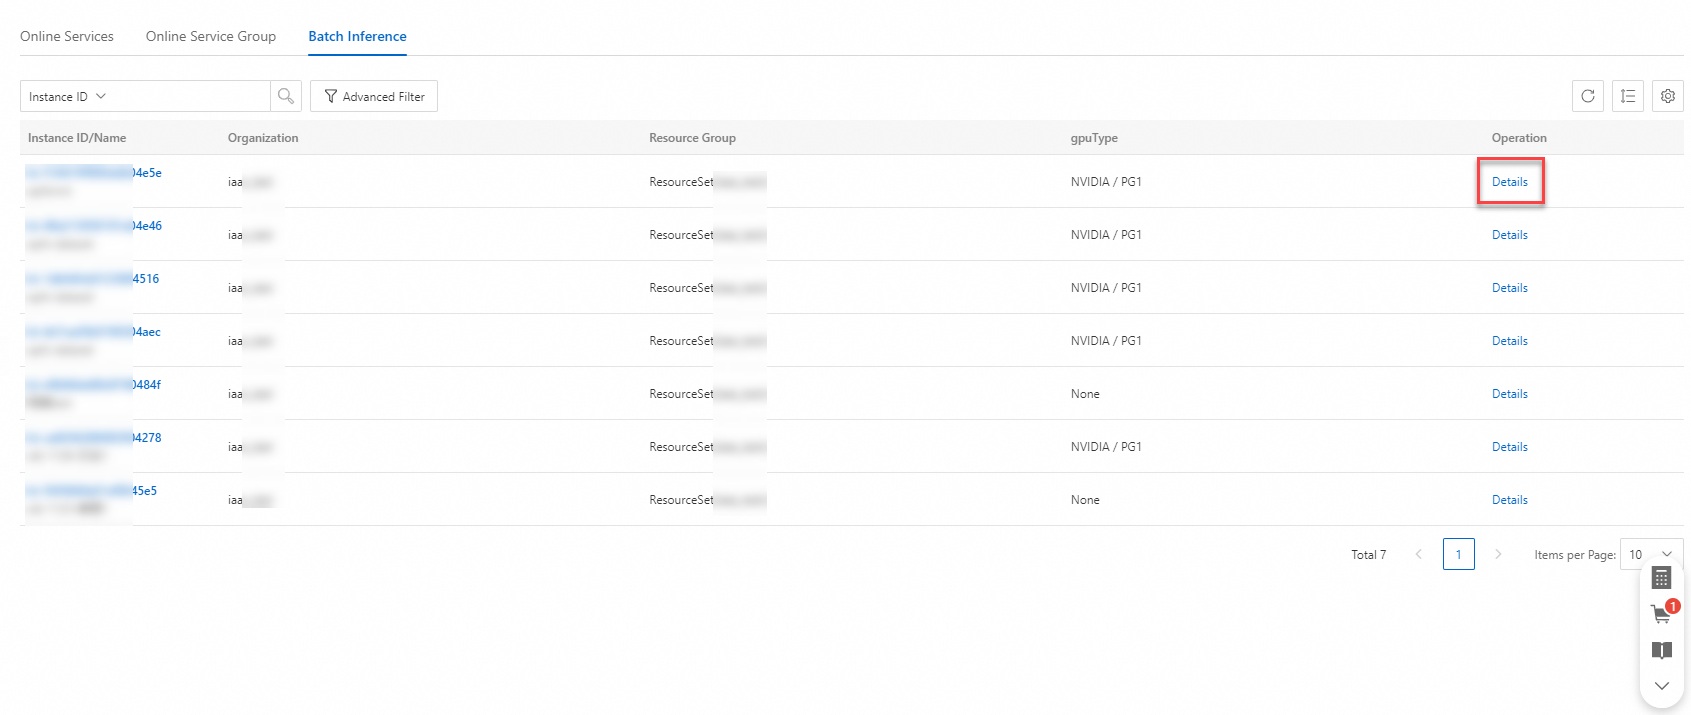 Online Services Online Service Group Batch Inference
Instance ID Advanced Filter
Instance ID/Name Organization Resource Group gpuType Operation
04e5e
iaa ResourceSet NVIDIA / PG1 Details
04e46
iaa ResourceSet NVIDIA / PG1 Details
4516
iaa ResourceSet NVIDIA / PG1 Details
04aec
iaa ResourceSet NVIDIA / PG1 Details
0484f
iaa ResourceSet None Details
04278
iaa ResourceSet NVIDIA / PG1 Details
45e5
iaa ResourceSet None Details
Total 7 1 Items per Page: 10
1